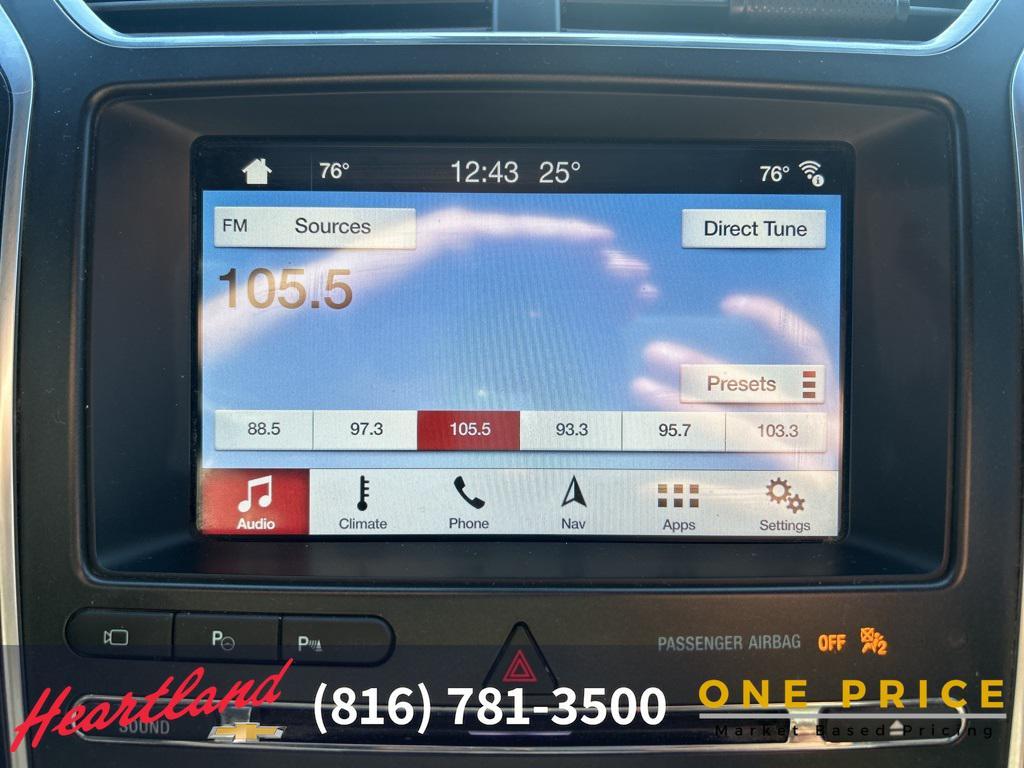 76° 12:43 25° 76°
FM Sources Direct Tune
105.5
Presets
88.5 97.3 105.5 93.3 95.7 103.3
Audio Climate Phone Nav Apps Settings
P P
PASSENGER AIRBAG OFF 2
Heartland (816) 781-3500 ONE PRICE
SOUND Market Based Pricing